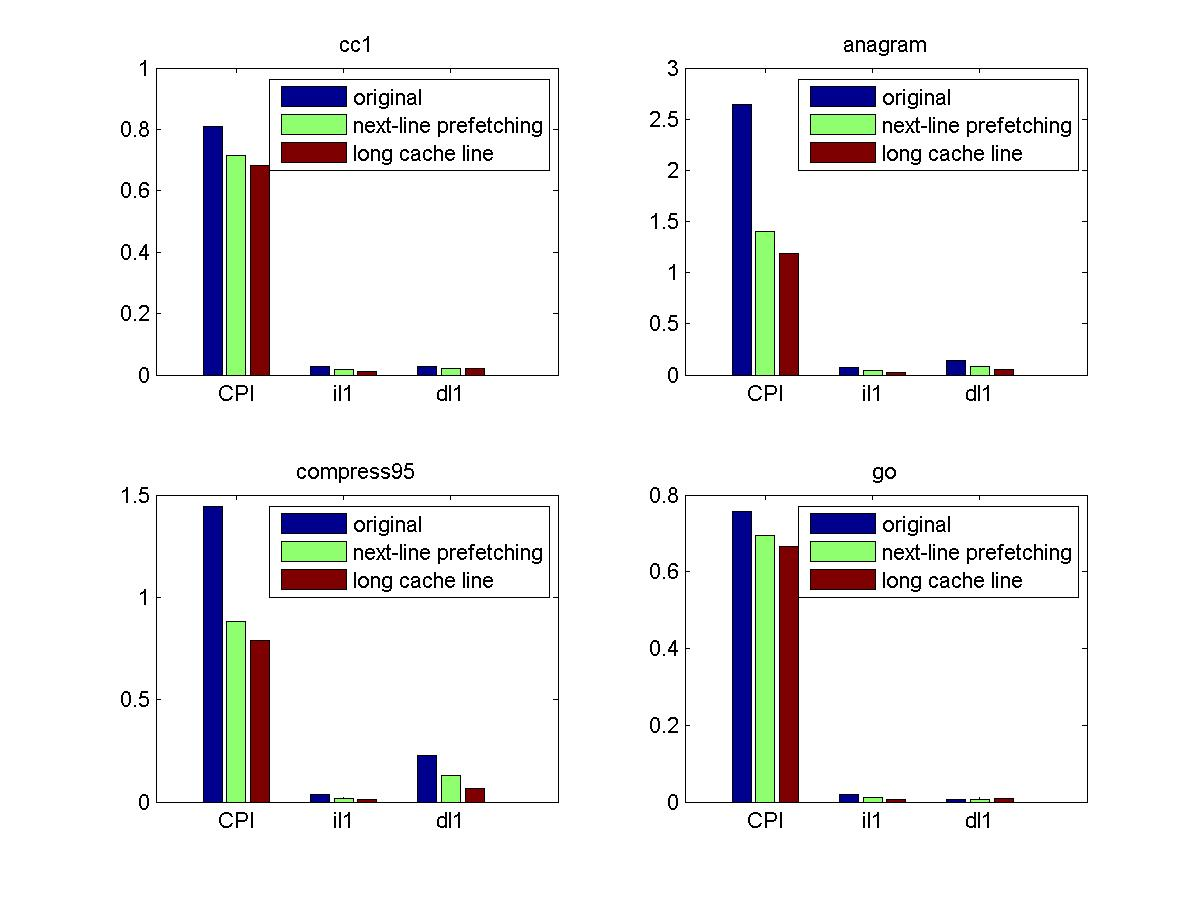 cc1
1
0.8
0.6
0.4
0.2
0
original
next-line prefetching
long cache line
CPI il1 dl1
anagram
3
2.5
2
1.5
1
0.5
0
original
next-line prefetching
long cache line
CPI il1 dl1
compress95
1.5
1
0.5
0
original
next-line prefetching
long cache line
CPI il1 dl1
go
0.8
0.6
0.4
0.2
0
original
next-line prefetching
long cache line
CPI il1 dl1